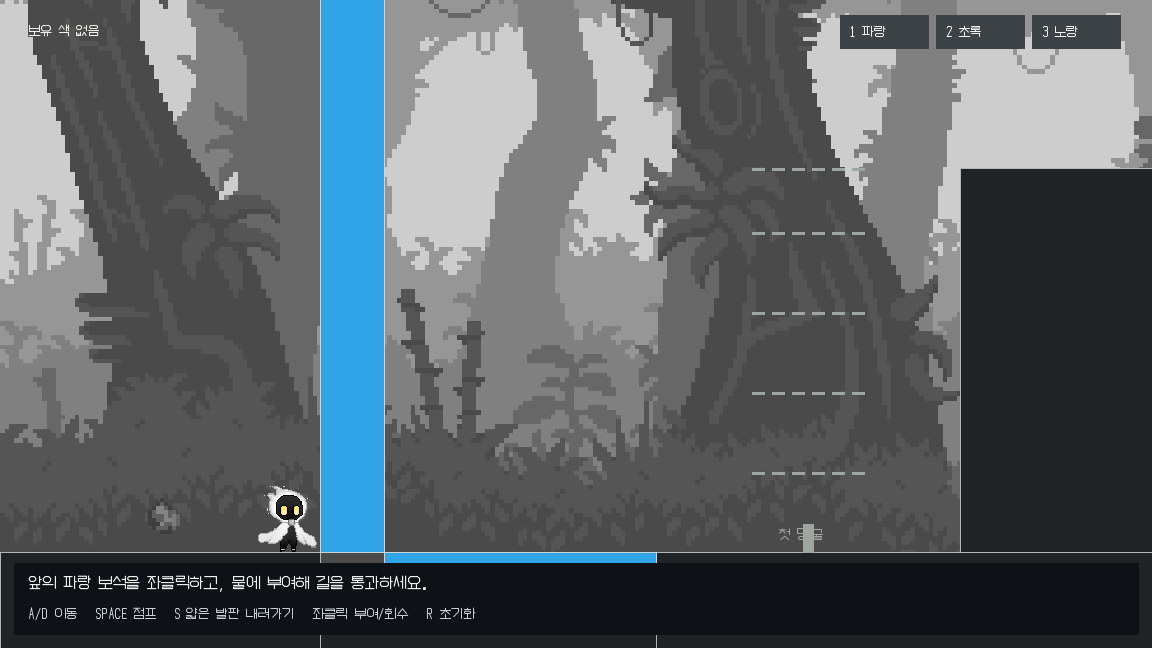 보유 색 없음
1 파랑
2 초록
3 노랑
앞의 파랑 보석을 좌클릭하고, 물에 부여해 길을 통과하세요.
A/D 이동 SPACE 점프 S 얇은 발판 내려가기 좌클릭 부여/회수 R 초기화